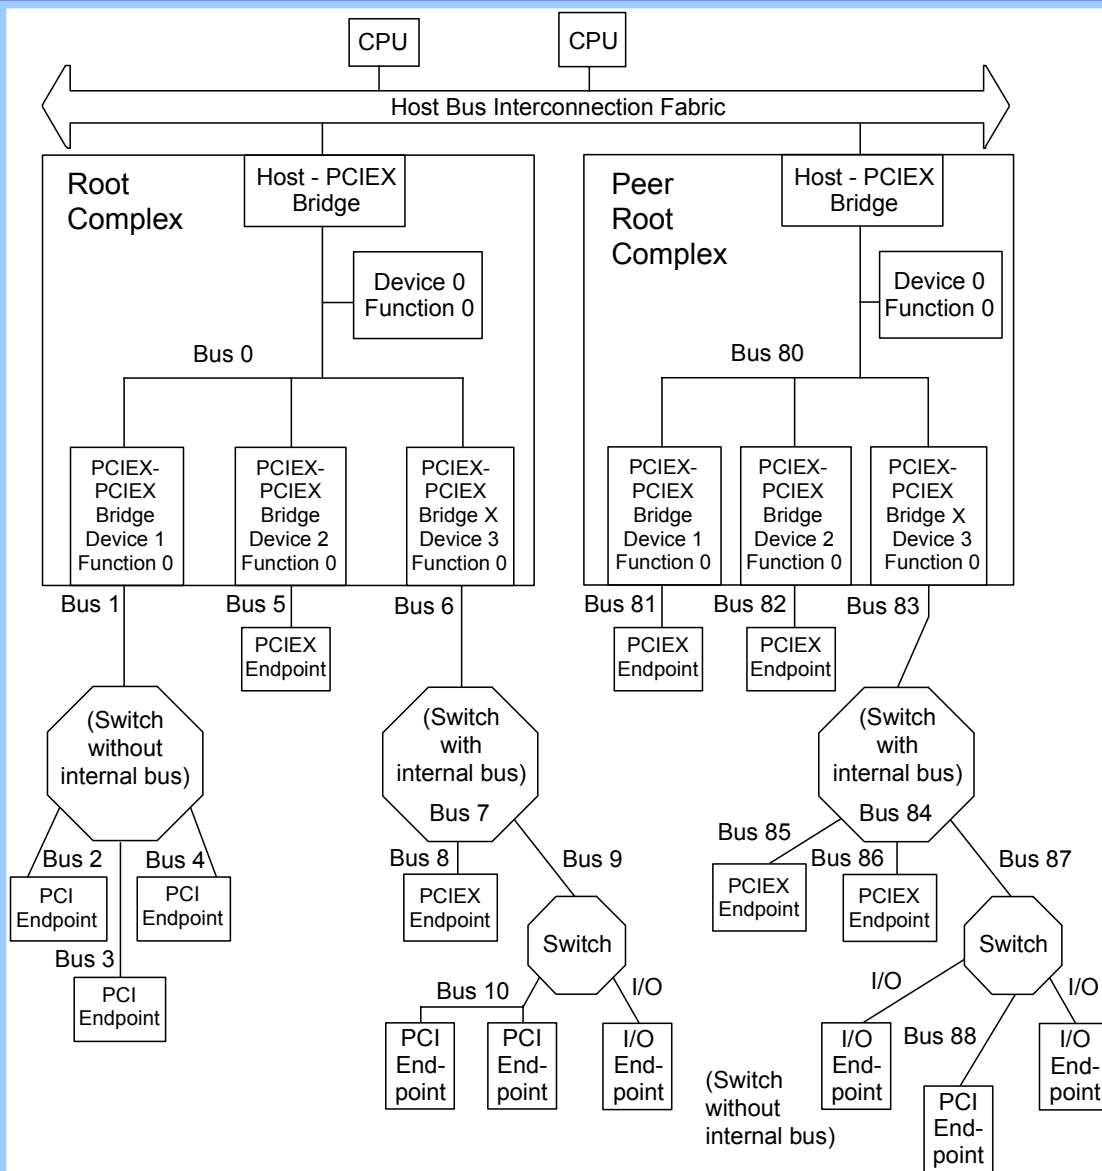 CPU
CPU
Host Bus Interconnection Fabric
Root
Complex
Host - PCIEX
Bridge
Device 0
Function 0
Bus 0
PCIEX-
PCIEX
Bridge
Device 1
Function 0
PCIEX-
PCIEX
Bridge
Device 2
Function 0
PCIEX-
PCIEX
Bridge X
Device 3
Function 0
Peer
Root
Complex
Host - PCIEX
Bridge
Device 0
Function 0
Bus 80
PCIEX-
PCIEX
Bridge
Device 1
Function 0
PCIEX-
PCIEX
Bridge
Device 2
Function 0
PCIEX-
PCIEX
Bridge X
Device 3
Function 0
Bus 1
Bus 5
Bus 6
Bus 81
Bus 82
Bus 83
PCIEX
Endpoint
PCIEX
Endpoint
PCIEX
Endpoint
(Switch
without
internal bus)
(Switch
with
internal bus)
Bus 7
(Switch
with
internal bus)
Bus 84
Bus 2
Bus 4
Bus 8
Bus 9
Bus 85
Bus 86
Bus 87
PCI
Endpoint
PCI
Endpoint
PCIEX
Endpoint
PCIEX
Endpoint
PCIEX
Endpoint
Bus 3
PCI
Endpoint
Switch
Switch
Bus 10
I/O
I/O
I/O
PCI
End-
point
PCI
End-
point
I/O
End-
point
I/O
End-
point
Bus 88
I/O
End-
point
(Switch
without
internal bus)
PCI
End-
point